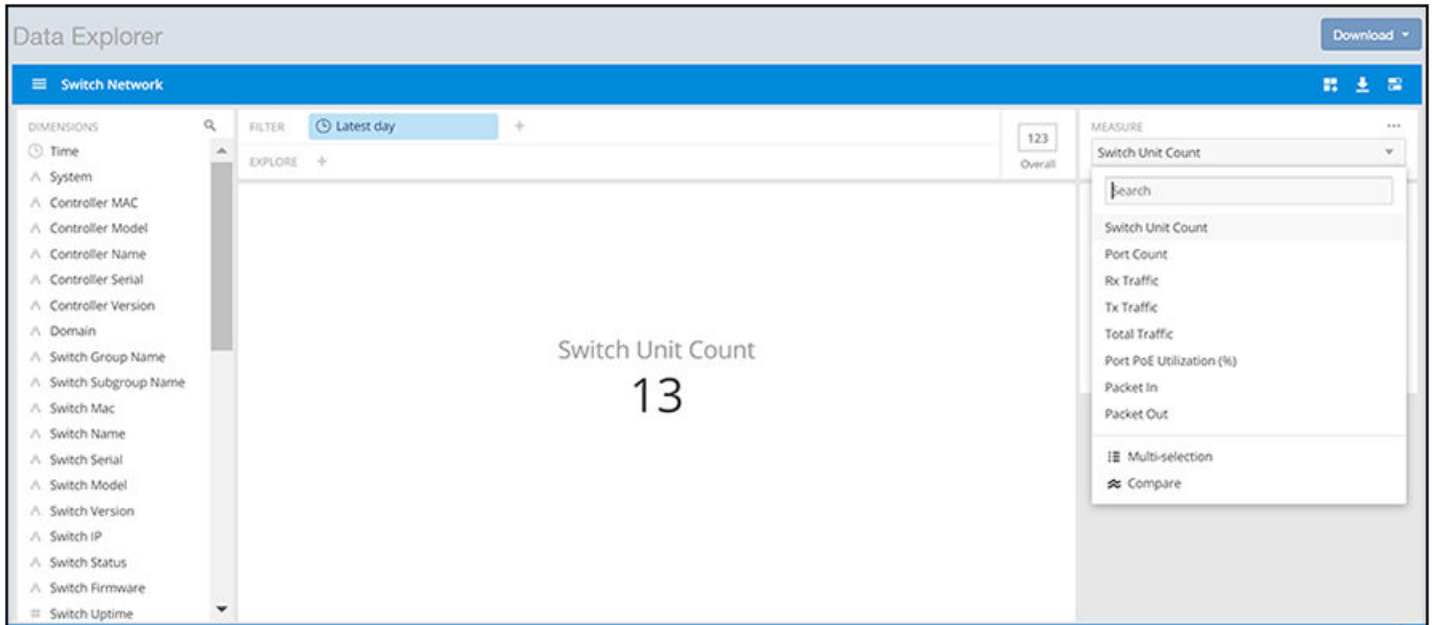 Data Explorer
Download
Switch Network
DIMENSIONS
Time
System
Controller MAC
Controller Model
Controller Name
Controller Serial
Controller Version
Domain
Switch Group Name
Switch Subgroup Name
Switch Mac
Switch Name
Switch Serial
Switch Model
Switch Version
Switch IP
Switch Status
Switch Firmware
Switch Uptime
FILTER
Latest day
EXPLORE
123
Overall
Switch Unit Count
13
MEASURE
Switch Unit Count
Search
Switch Unit Count
Port Count
Rx Traffic
Tx Traffic
Total Traffic
Port PoE Utilization (%)
Packet In
Packet Out
Multi-selection
Compare